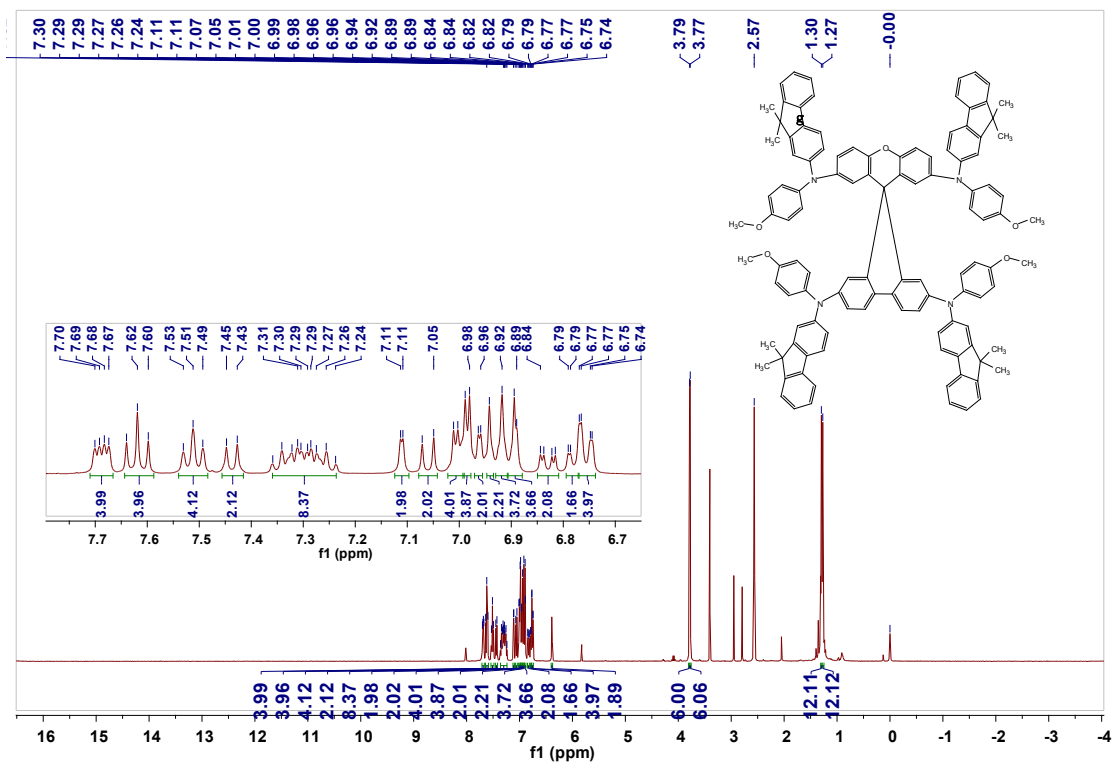 7.30 7.29 7.29 7.27 7.26 7.24 7.11 7.11 7.07 7.05 7.01 7.00 6.99 6.98 6.96 6.96 6.94 6.92 6.89 6.89 6.84 6.84 6.82 6.82 6.79 6.79 6.77 6.77 6.75 6.74 3.79 3.77 2.57 1.30 1.27 -0.00
CH3 H3C g CH3
H3C O CH3
N N
H3C O O CH3
H3C O O CH3
N N
H3C CH3
H3C CH3
7.70 7.69 7.68 7.67 7.62 7.60 7.53 7.51 7.49 7.45 7.43 7.31 7.30 7.29 7.29 7.27 7.26 7.24 7.11 7.11 7.05 6.98 6.96 6.92 6.89 6.84 6.79 6.79 6.77 6.77 6.75 6.74
3.99 3.96 4.12 2.12 8.37 1.98 2.02 4.01 3.87 2.01 2.21 3.72 3.66 2.08 1.66 3.97
7.7 7.6 7.5 7.4 7.3 7.2 7.1 7.0 6.9 6.8 6.7
f1 (ppm)
3.99 3.96 4.12 2.12 8.37 1.98 2.02 4.01 3.87 2.01 2.21 3.72 3.66 2.08 1.66 3.97 1.89 6.00 6.06 12.11 12.12
16 15 14 13 12 11 10 9 8 7 6 5 4 3 2 1 0 -1 -2 -3 -4
f1 (ppm)